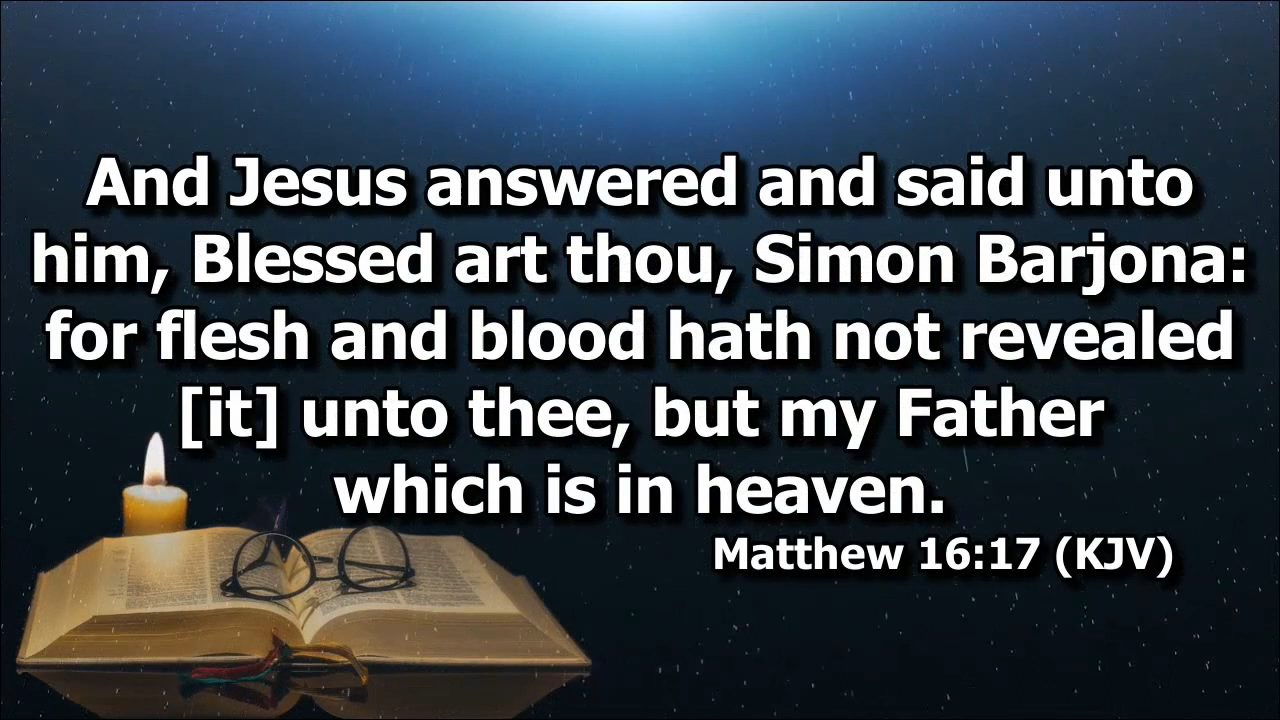 And Jesus answered and said unto
him, Blessed art thou, Simon Barjona:
for flesh and blood hath not revealed
[it] unto thee, but my Father
which is in heaven.
Matthew 16:17 (KJV)